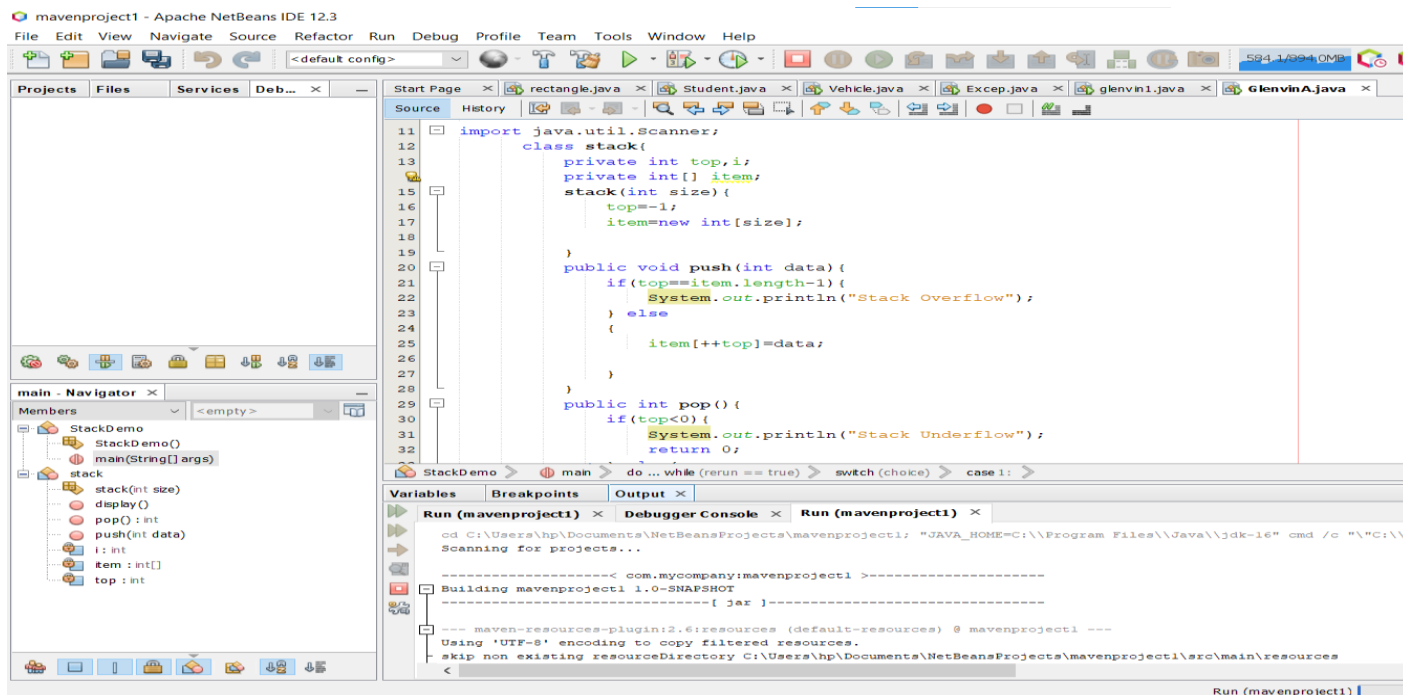 mavenproject1 - Apache NetBeans IDE 12.3
File Edit View Navigate Source Refactor Run Debug Profile Team Tools Window Help
<default config>
584.1/894.0MB
Projects Files Services Deb...
Start Page rectangle.java Student.java Vehicle.java Excep.java glenvin1.java GlenvinA.java
Source History
11 import java.util.Scanner;
12 class stack{
13 private int top,i;
private int[] item;
15 stack(int size){
16 top=-1;
17 item=new int[size];
18
19 }
20 public void push(int data){
21 if(top==item.length-1){
22 System.out.println("Stack Overflow");
23 } else
24 {
25 item[++top]=data;
26
27 }
28 }
29 public int pop(){
30 if(top<0){
31 System.out.println("Stack Underflow");
32 return 0;
StackDemo main do ... while (rerun == true) switch (choice) case 1:
main - Navigator
Members <empty>
StackDemo
StackDemo()
main(String[] args)
stack
stack(int size)
display()
pop() : int
push(int data)
i : int
item : int[]
top : int
Variables Breakpoints Output
Run (mavenproject1) Debugger Console Run (mavenproject1)
cd C:\Users\hp\Documents\NetBeansProjects\mavenproject1; "JAVA_HOME=C:\\Program Files\\Java\\jdk-16" cmd /c "\"C:\\
Scanning for projects...
---------------------< com.mycompany:mavenproject1 >----------------------
Building mavenproject1 1.0-SNAPSHOT
--------------------------------[ jar ]---------------------------------
--- maven-resources-plugin:2.6:resources (default-resources) @ mavenproject1 ---
Using 'UTF-8' encoding to copy filtered resources.
skip non existing resourceDirectory C:\Users\hp\Documents\NetBeansProjects\mavenproject1\src\main\resources
Run (mavenproject1)